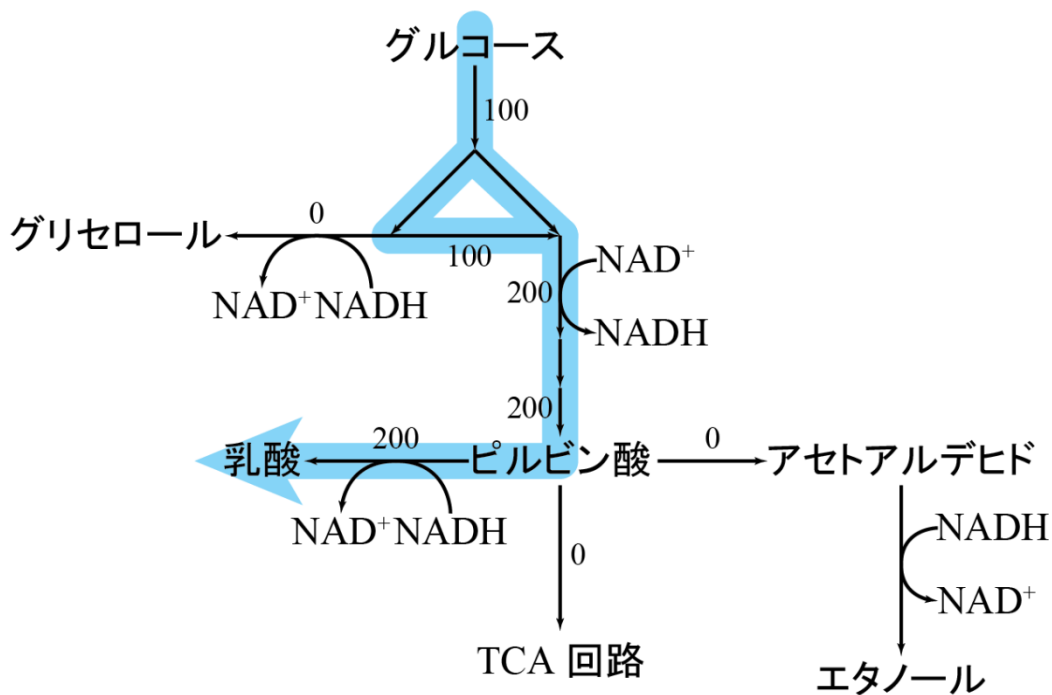 グルコース
100
0
グリセロール
100
NAD⁺
200
NAD⁺NADH
NADH
200
200
0
乳酸
ピルビン酸
アセトアルデヒド
NAD⁺NADH
NADH
0
NAD⁺
TCA 回路
エタノール